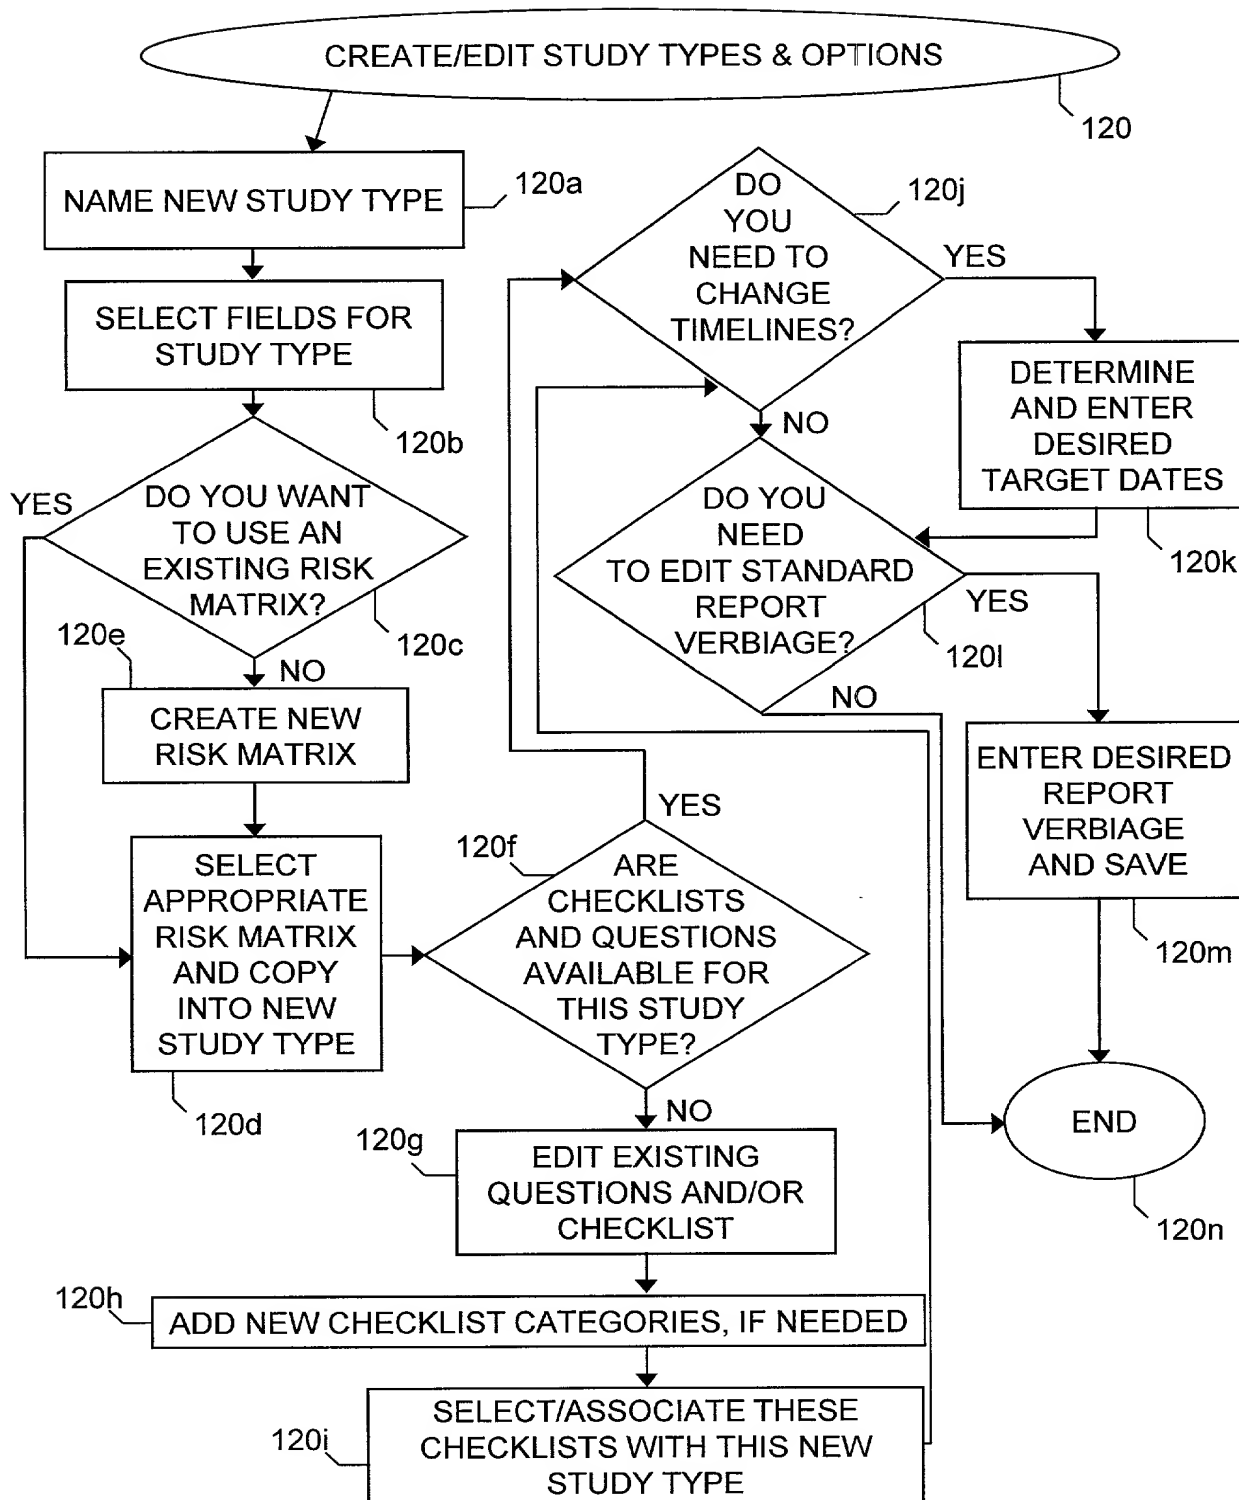 CREATE/EDIT STUDY TYPES & OPTIONS
120
NAME NEW STUDY TYPE
120a
SELECT FIELDS FOR
STUDY TYPE
120b
YES
DO YOU WANT
TO USE AN
EXISTING RISK
MATRIX?
120c
120e
NO
CREATE NEW
RISK MATRIX
SELECT
APPROPRIATE
RISK MATRIX
AND COPY
INTO NEW
STUDY TYPE
120d
120f
YES
ARE
CHECKLISTS
AND QUESTIONS
AVAILABLE FOR
THIS STUDY
TYPE?
NO
120g
EDIT EXISTING
QUESTIONS AND/OR
CHECKLIST
120h
ADD NEW CHECKLIST CATEGORIES, IF NEEDED
120i
SELECT/ASSOCIATE THESE
CHECKLISTS WITH THIS NEW
STUDY TYPE
DO
YOU
NEED TO
CHANGE
TIMELINES?
120j
YES
NO
DETERMINE
AND ENTER
DESIRED
TARGET DATES
120k
DO YOU
NEED
TO EDIT STANDARD
REPORT
VERBIAGE?
120l
YES
NO
ENTER DESIRED
REPORT
VERBIAGE
AND SAVE
120m
END
120n